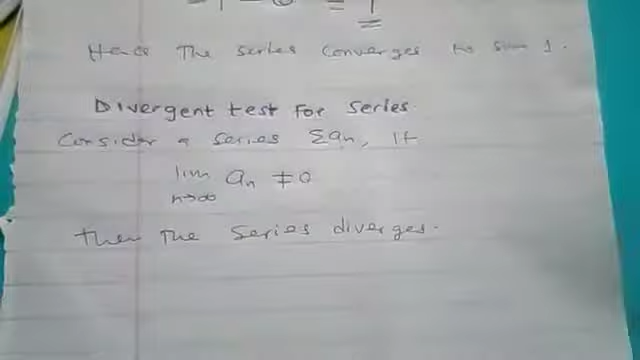 = 1
Hence The series converges to sum 1.
Divergent test for series.
Consider a series Σan, If
lim an ≠ 0
n→∞
then The series diverges.